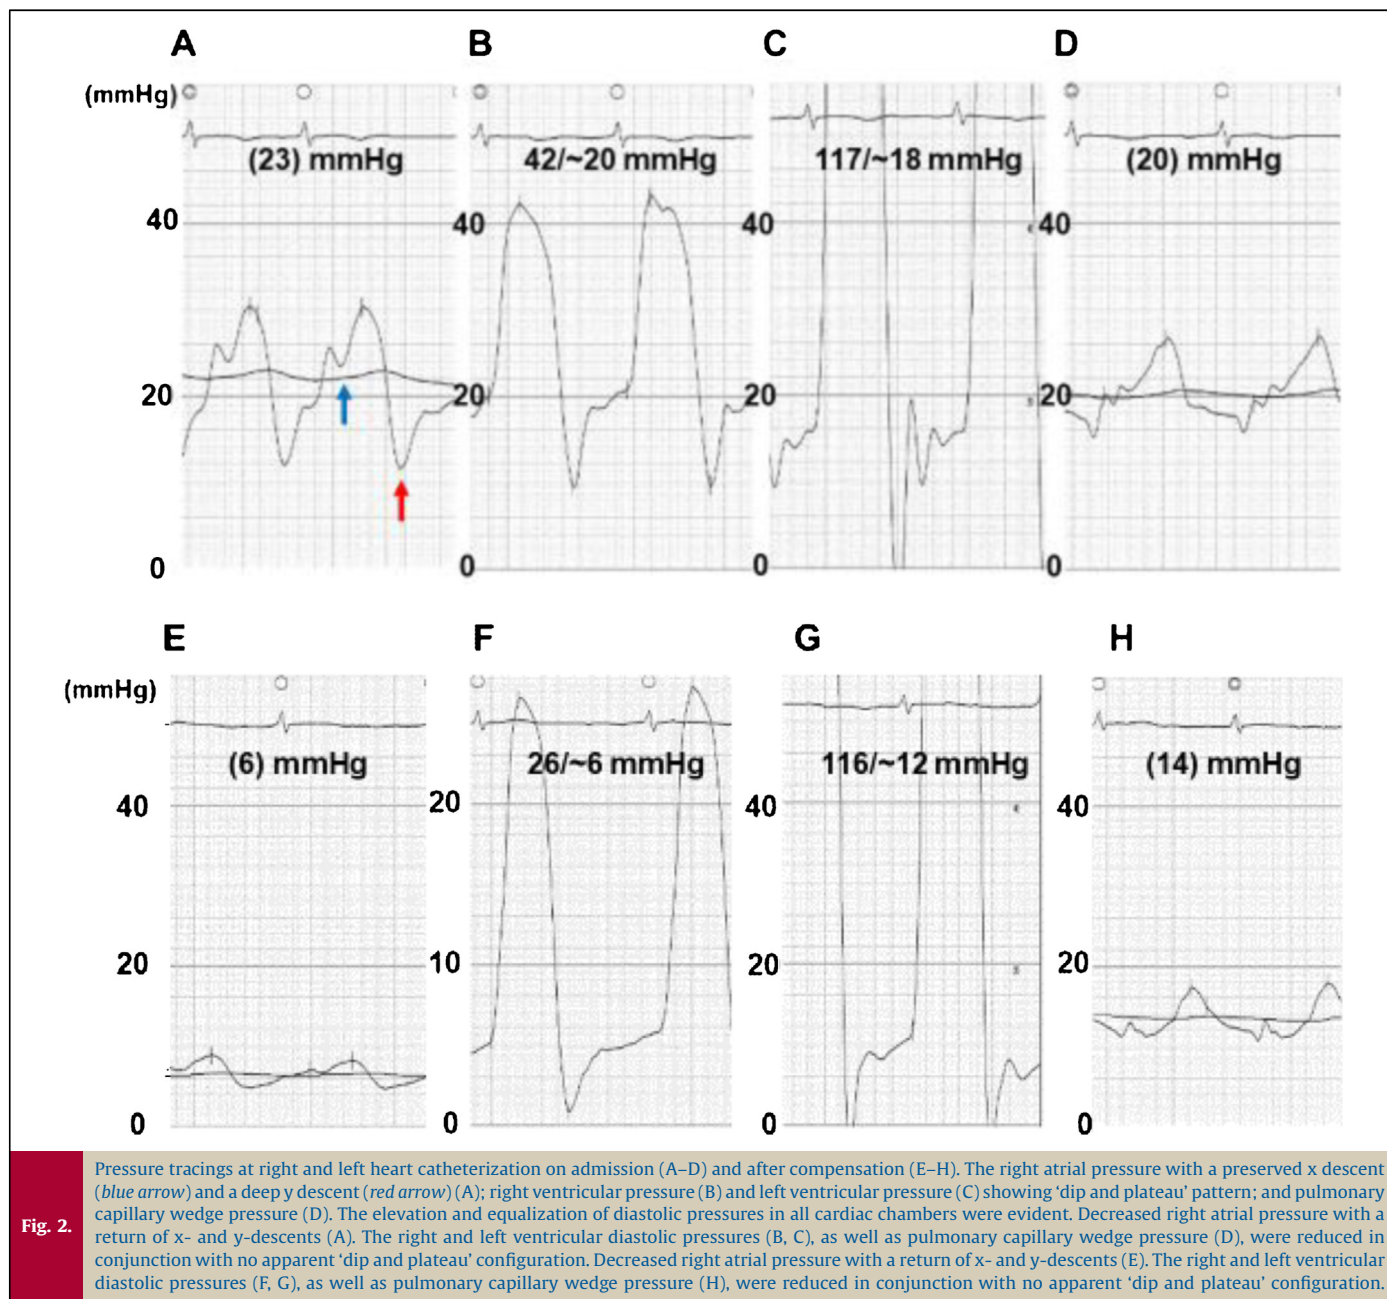 A B C D
(mmHg)
(23) mmHg 42/~20 mmHg 117/~18 mmHg (20) mmHg
40 40 40 40
20 20 20 20
0 0 0 0
E F G H
(mmHg)
(6) mmHg 26/~6 mmHg 116/~12 mmHg (14) mmHg
40 20 40 40
20 10 20 20
0 0 0 0
Fig. 2.
Pressure tracings at right and left heart catheterization on admission (A–D) and after compensation (E–H). The right atrial pressure with a preserved x descent
(blue arrow) and a deep y descent (red arrow) (A); right ventricular pressure (B) and left ventricular pressure (C) showing ‘dip and plateau’ pattern; and pulmonary
capillary wedge pressure (D). The elevation and equalization of diastolic pressures in all cardiac chambers were evident. Decreased right atrial pressure with a
return of x- and y-descents (A). The right and left ventricular diastolic pressures (B, C), as well as pulmonary capillary wedge pressure (D), were reduced in
conjunction with no apparent ‘dip and plateau’ configuration. Decreased right atrial pressure with a return of x- and y-descents (E). The right and left ventricular
diastolic pressures (F, G), as well as pulmonary capillary wedge pressure (H), were reduced in conjunction with no apparent ‘dip and plateau’ configuration.